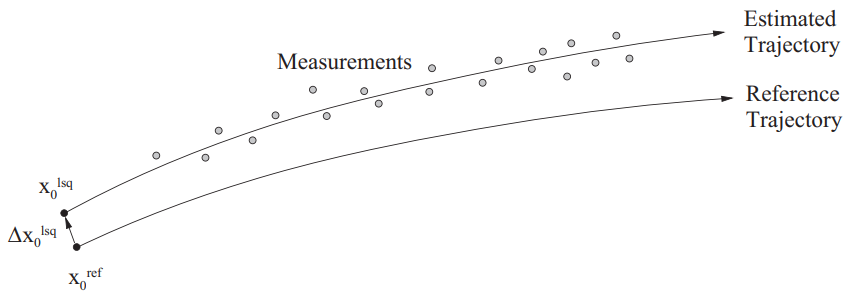 Estimated
Trajectory
Measurements
Reference
Trajectory
x₀ˡˢq
Δx₀ˡˢq
x₀ʳᵉᶠ